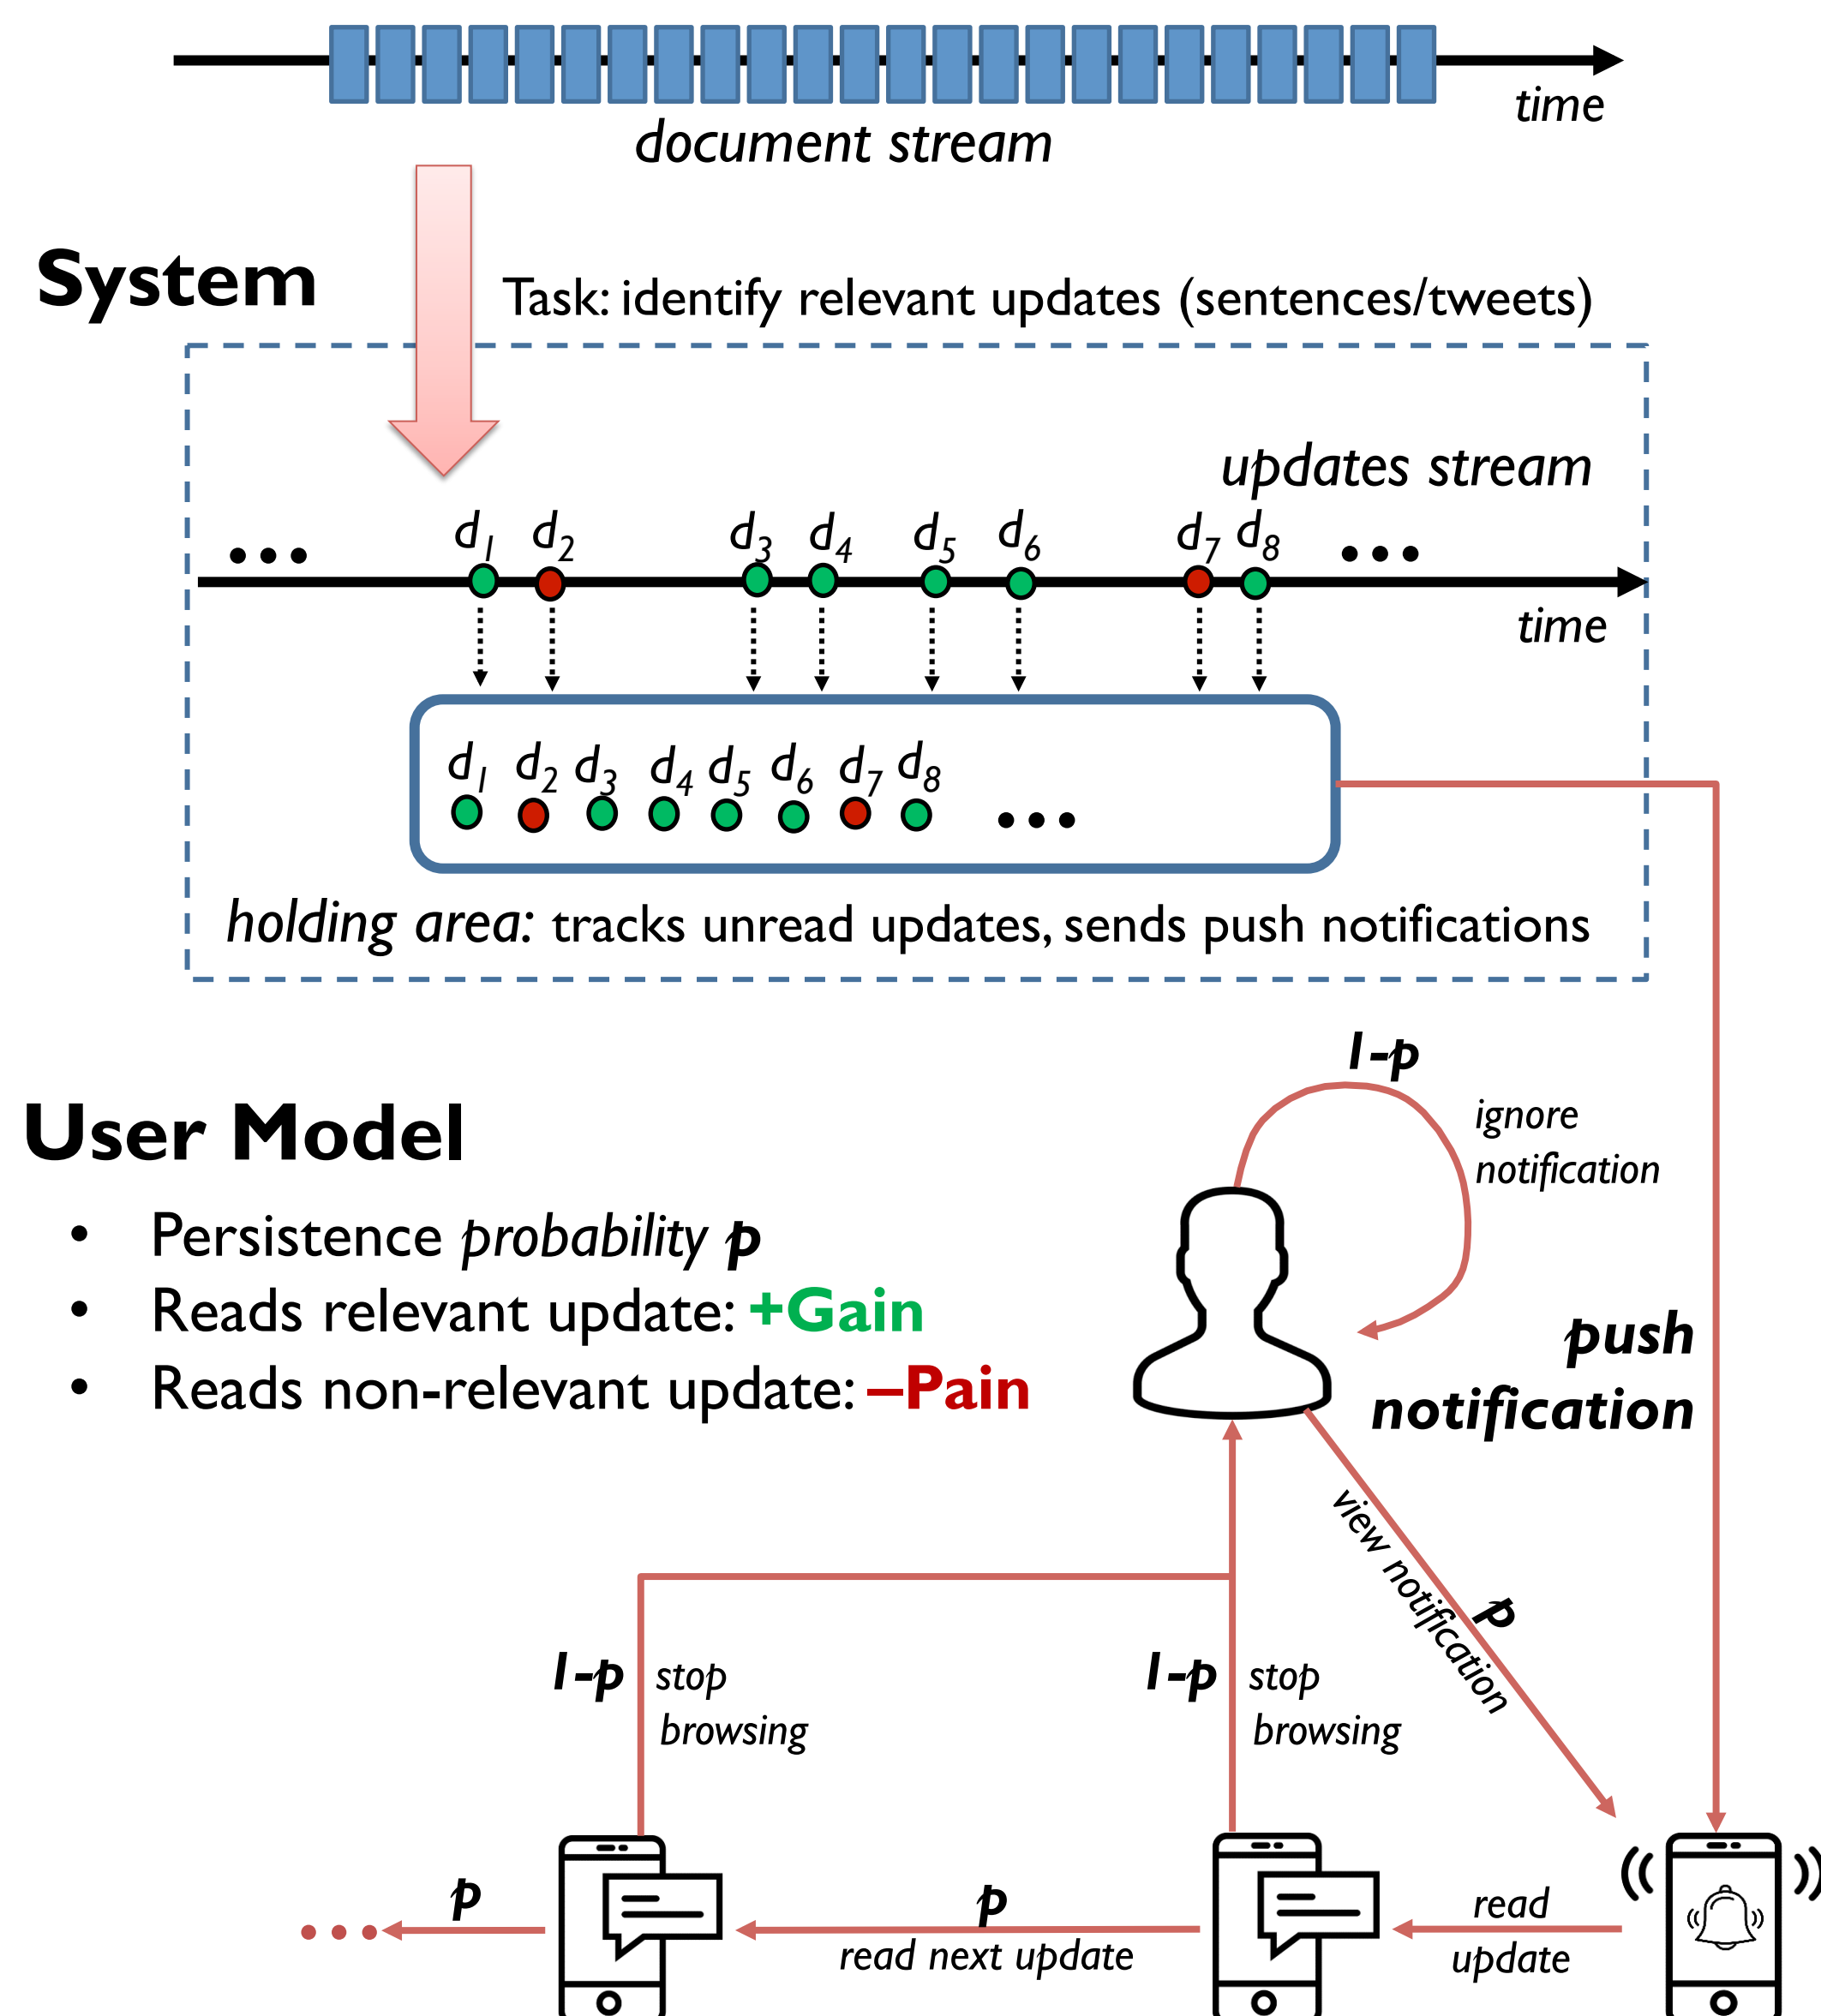 time
document stream
System
Task: identify relevant updates (sentences/tweets)
updates stream
••• d1 d2 d3 d4 d5 d6 d7 d8 •••
time
d1 d2 d3 d4 d5 d6 d7 d8 •••
holding area: tracks unread updates, sends push notifications
1-p
ignore
notification
User Model
• Persistence probability p
• Reads relevant update: +Gain
• Reads non-relevant update: –Pain
push
notification
view notification
p
1-p stop
browsing
1-p stop
browsing
••• p
p
read next update
read
update